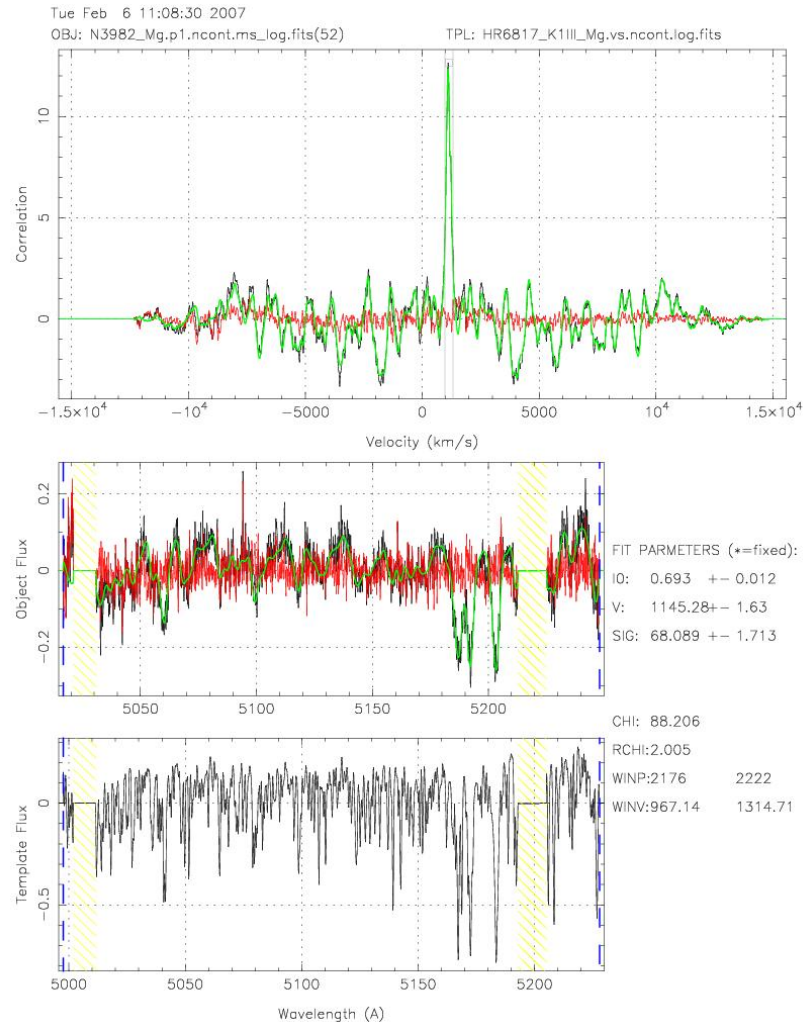 Tue Feb 6 11:08:30 2007
OBJ: N3982_Mg.p1.ncont.ms_log.fits(52) TPL: HR6817_K1III_Mg.vs.ncont.log.fits
Correlation
10
5
0
−1.5×10⁴ −10⁴ −5000 0 5000 10⁴ 1.5×10⁴
Velocity (km/s)
Object Flux
0.2
0
−0.2
5050 5100 5150 5200
FIT PARMETERS (*=fixed):
I0: 0.693 +− 0.012
V: 1145.28+− 1.63
SIG: 68.089 +− 1.713
CHI: 88.206
RCHI:2.005
WINP:2176 2222
WINV:967.14 1314.71
Template Flux
0
−0.5
5000 5050 5100 5150 5200
Wavelength (A)